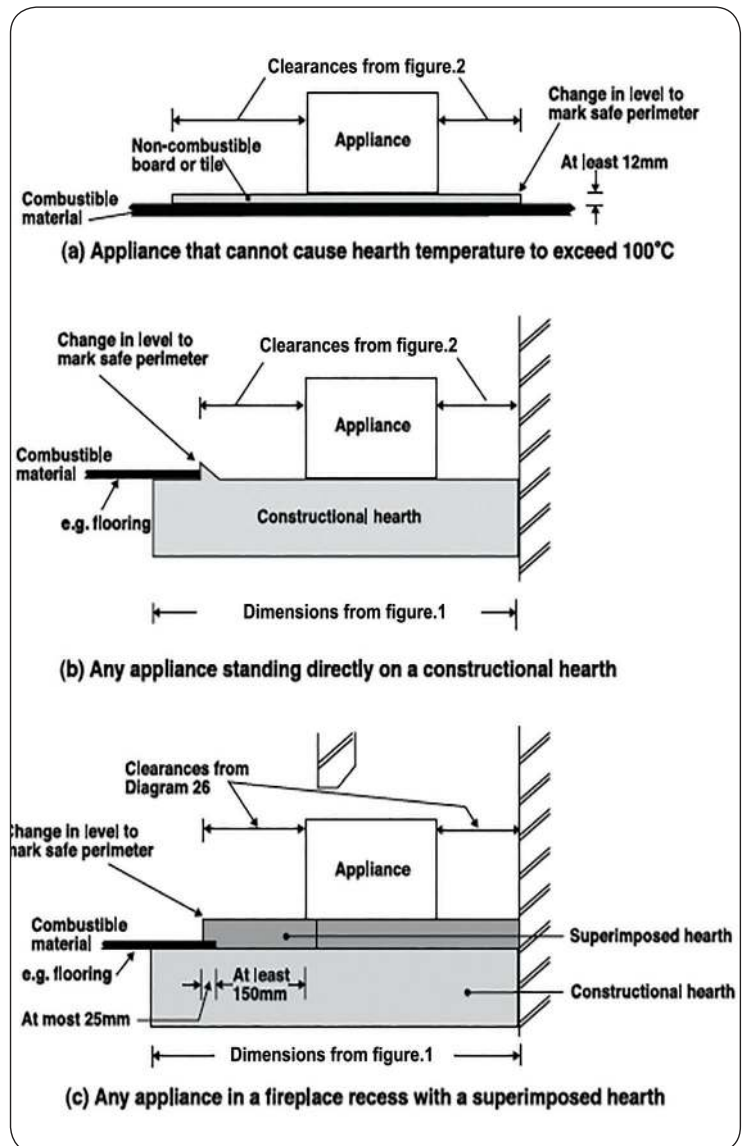 Clearances from figure.2
Change in level to
mark safe perimeter
Appliance
Non-combustible
board or tile
At least 12mm
Combustible
material
(a) Appliance that cannot cause hearth temperature to exceed 100°C
Change in level to
mark safe perimeter
Clearances from figure.2
Appliance
Combustible
material
e.g. flooring
Constructional hearth
Dimensions from figure.1
(b) Any appliance standing directly on a constructional hearth
Clearances from
Diagram 26
Change in level to
mark safe perimeter
Appliance
Combustible
material
Superimposed hearth
e.g. flooring
At least
150mm
Constructional hearth
At most 25mm
Dimensions from figure.1
(c) Any appliance in a fireplace recess with a superimposed hearth